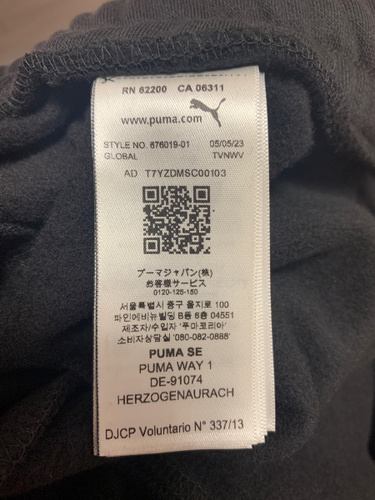 RN 62200 CA 06311
www.puma.com
STYLE NO. 676019-01 05/05/23
GLOBAL TVNWV
AD T7YZDMSC00103
プーマジャパン(株)
お客様サービス
0120-125-150
서울특별시 중구 을지로 100
파인에비뉴빌딩 B동 6층 04551
제조자/수입자 '푸마코리아'
소비자상담실 '080-082-0888'
PUMA SE
PUMA WAY 1
DE-91074
HERZOGENAURACH
DJCP Voluntario N° 337/13